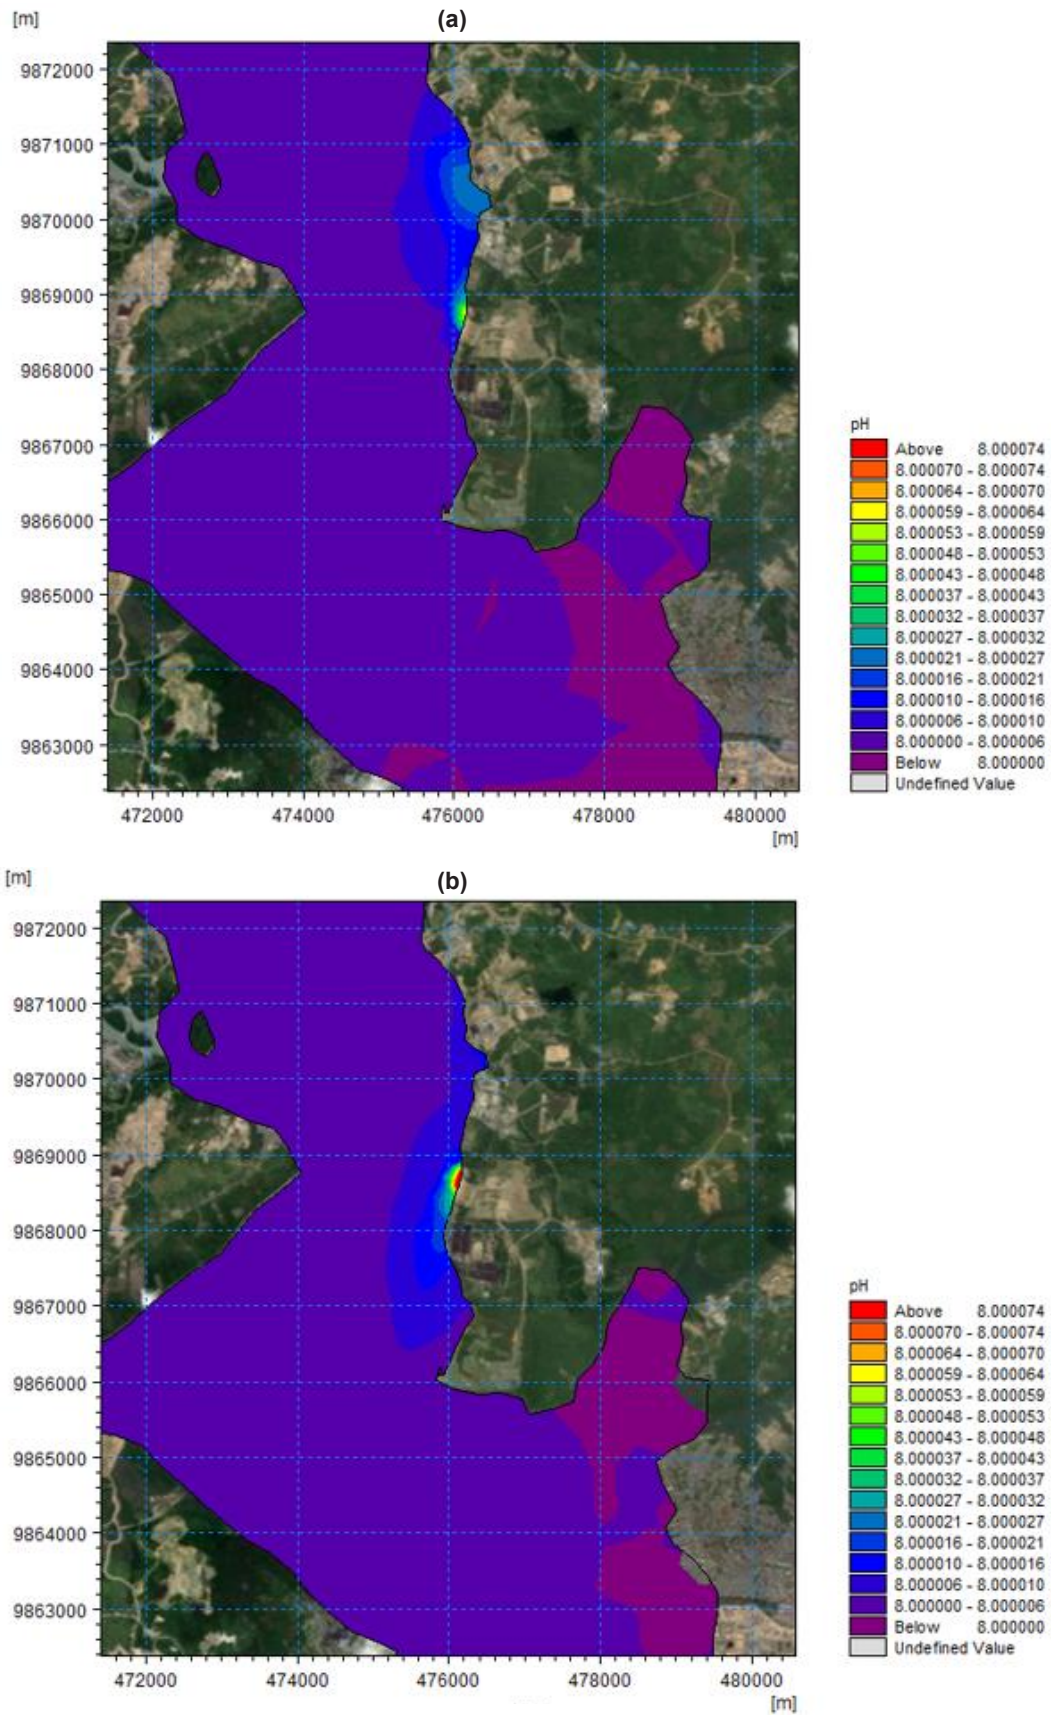 [m]
(a)
9872000
9871000
9870000
9869000
9868000
9867000
9866000
9865000
9864000
9863000
472000 474000 476000 478000 480000
[m]
pH
Above 8.000074
8.000070 - 8.000074
8.000064 - 8.000070
8.000059 - 8.000064
8.000053 - 8.000059
8.000048 - 8.000053
8.000043 - 8.000048
8.000037 - 8.000043
8.000032 - 8.000037
8.000027 - 8.000032
8.000021 - 8.000027
8.000016 - 8.000021
8.000010 - 8.000016
8.000006 - 8.000010
8.000000 - 8.000006
Below 8.000000
Undefined Value
[m]
(b)
9872000
9871000
9870000
9869000
9868000
9867000
9866000
9865000
9864000
9863000
472000 474000 476000 478000 480000
[m]
pH
Above 8.000074
8.000070 - 8.000074
8.000064 - 8.000070
8.000059 - 8.000064
8.000053 - 8.000059
8.000048 - 8.000053
8.000043 - 8.000048
8.000037 - 8.000043
8.000032 - 8.000037
8.000027 - 8.000032
8.000021 - 8.000027
8.000016 - 8.000021
8.000010 - 8.000016
8.000006 - 8.000010
8.000000 - 8.000006
Below 8.000000
Undefined Value